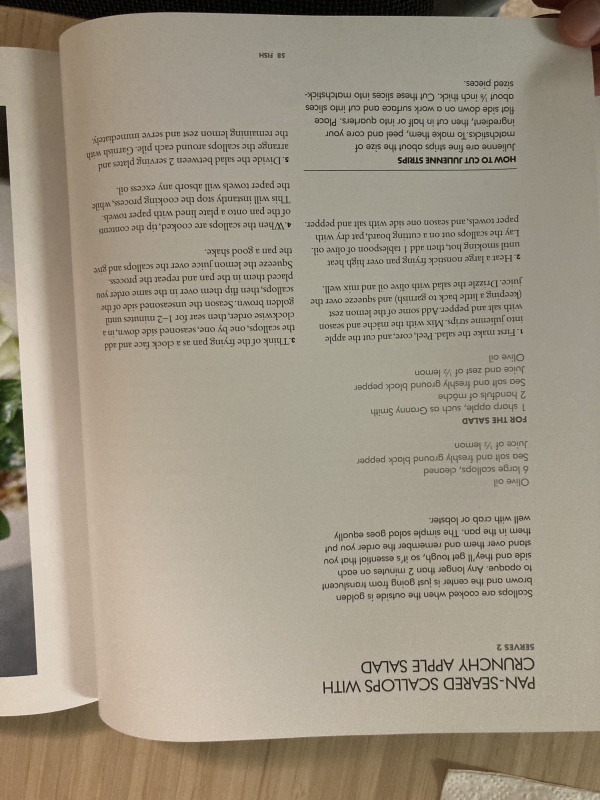 PAN-SEARED SCALLOPS WITH
CRUNCHY APPLE SALAD
SERVES 2
Scallops are cooked when the outside is golden
brown and the center is just going from translucent
to opaque. Any longer than 2 minutes on each
side and they'll get tough, so it's essential that you
stand over them and remember the order you put
them in the pan. The simple salad goes equally
well with crab or lobster.
Olive oil
6 large scallops, cleaned
Sea salt and freshly ground black pepper
Juice of ½ lemon
FOR THE SALAD
1 sharp apple, such as Granny Smith
2 handfuls of mâche
Sea salt and freshly ground black pepper
Juice and zest of ½ lemon
Olive oil
1. First make the salad. Peel, core, and cut the apple
into julienne strips. Mix with the mâche and season
with salt and pepper. Add some of the lemon zest
(keeping a little back to garnish) and squeeze over the
juice. Drizzle the salad with olive oil and mix well.
2. Heat a large nonstick frying pan over high heat
until smoking hot, then add 1 tablespoon of olive oil.
Lay the scallops out on a cutting board, pat dry with
paper towels, and season one side with salt and pepper.
HOW TO CUT JULIENNE STRIPS
Julienne are fine strips about the size of
matchsticks. To make them, peel and core your
ingredient, then cut in half or into quarters. Place
flat side down on a work surface and cut into slices
about ⅛ inch thick. Cut these slices into matchstick-
sized pieces.
3. Think of the frying pan as a clock face and add
the scallops, one by one, seasoned side down, in a
clockwise order, then sear for 1–2 minutes until
golden brown. Season the unseasoned side of the
scallops, then flip them over in the same order you
placed them in the pan and repeat the process.
Squeeze the lemon juice over the scallops and give
the pan a good shake.
4. When the scallops are cooked, tip the contents
of the pan onto a plate lined with paper towels.
This will instantly stop the cooking process, while
the paper towels will absorb any excess oil.
5. Divide the salad between 2 serving plates and
arrange the scallops around each pile. Garnish with
the remaining lemon zest and serve immediately.
58 FISH